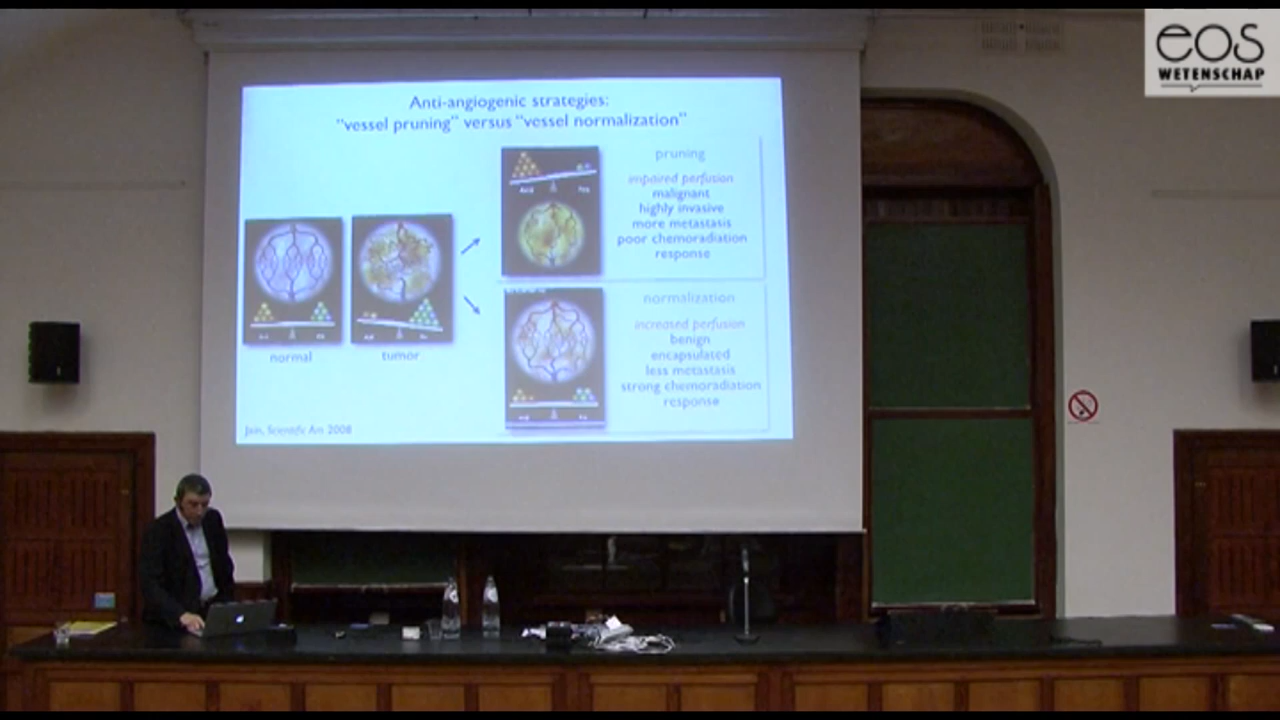 eos
WETENSCHAP
Anti-angiogenic strategies:
"vessel pruning" versus "vessel normalization"
pruning
impaired perfusion
malignant
highly invasive
more metastasis
poor chemoradiation
response
normalization
increased perfusion
benign
encapsulated
less metastasis
strong chemoradiation
response
normal
tumor
Jain, Scientific Am 2008